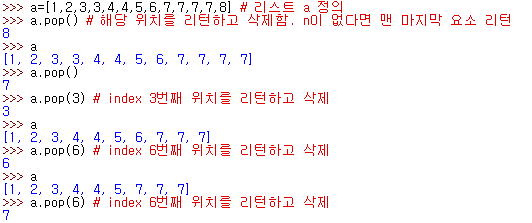 >>> a=[1,2,3,3,4,4,5,6,7,7,7,7,8] # 리스트 a 정의
>>> a.pop() # 해당 위치를 리턴하고 삭제함. n이 없다면 맨 마지막 요소 리턴
8
>>> a
[1, 2, 3, 3, 4, 4, 5, 6, 7, 7, 7, 7]
>>> a.pop()
7
>>> a.pop(3) # index 3번째 위치를 리턴하고 삭제
3
>>> a
[1, 2, 3, 4, 4, 5, 6, 7, 7, 7]
>>> a.pop(6) # index 6번째 위치를 리턴하고 삭제
6
>>> a
[1, 2, 3, 4, 4, 5, 7, 7, 7]
>>> a.pop(6) # index 6번째 위치를 리턴하고 삭제
7